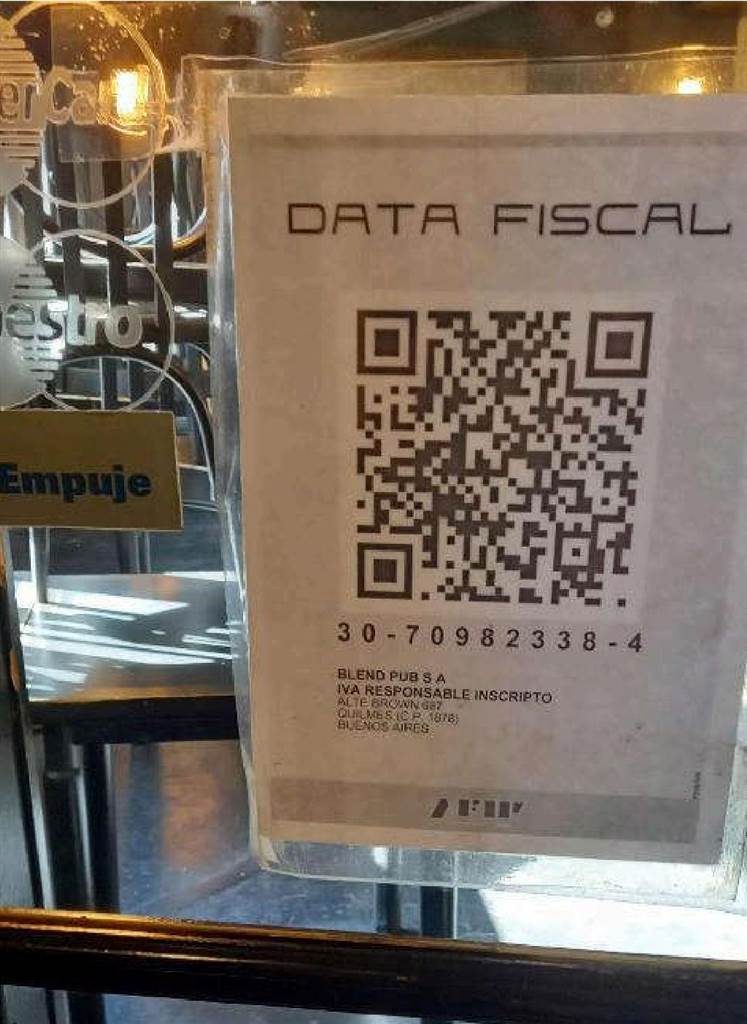 DATA FISCAL
estro
Empuje
30-70982338-4
BLEND PUB S A
IVA RESPONSABLE INSCRIPTO
ALTE BROWN 687
QUILMES (C.P. 1878)
BUENOS AIRES